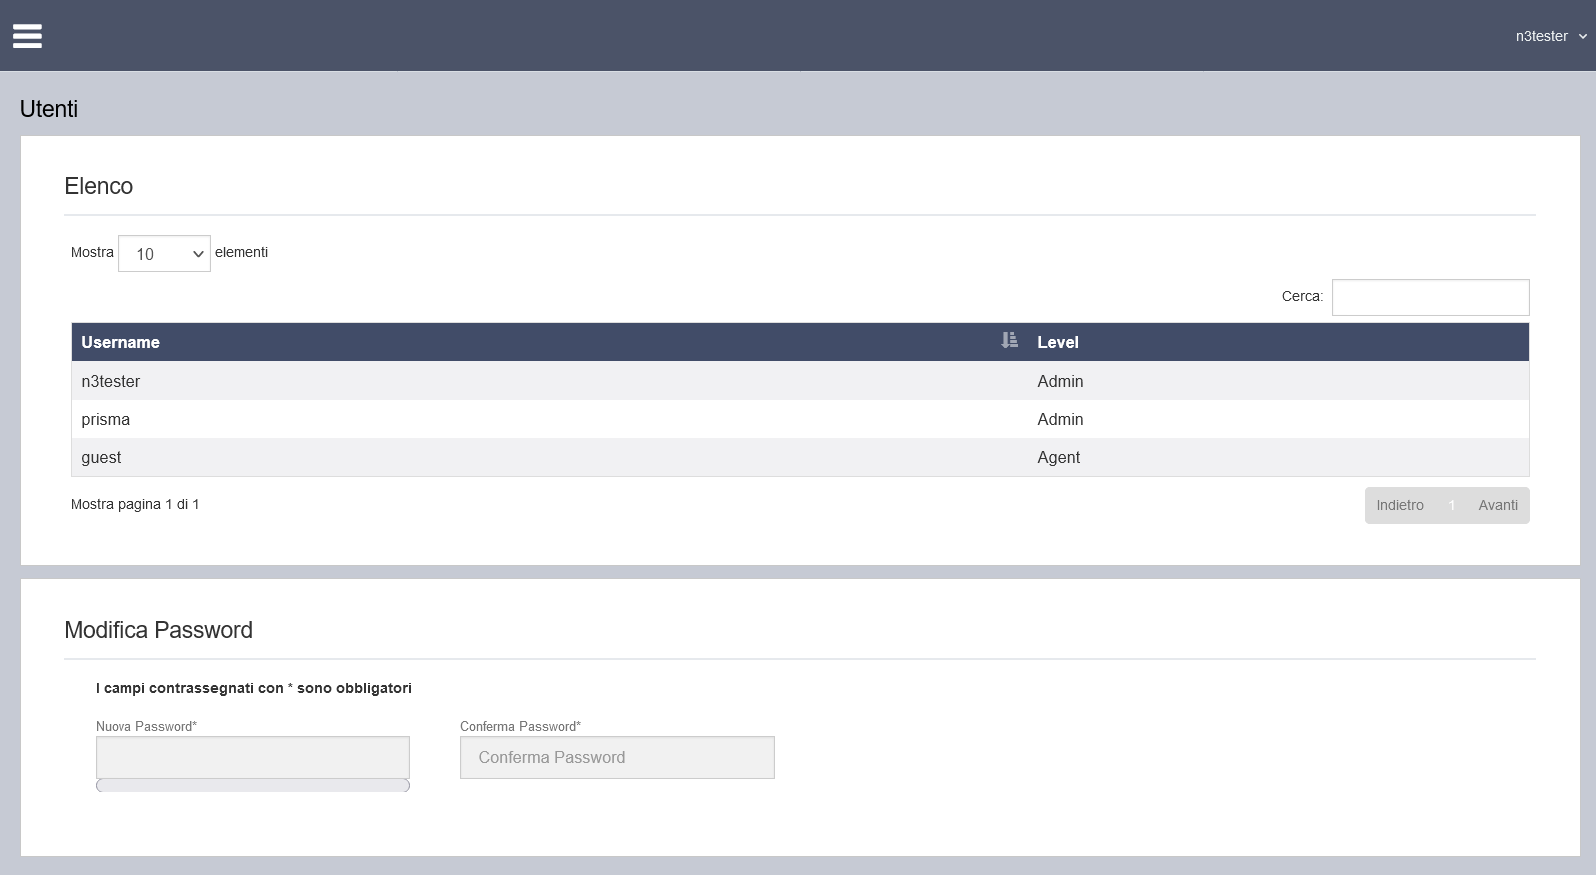 n3tester
Utenti
Elenco
Mostra 10 elementi
Cerca:
Username Level
n3tester Admin
prisma Admin
guest Agent
Mostra pagina 1 di 1
Indietro 1 Avanti
Modifica Password
I campi contrassegnati con * sono obbligatori
Nuova Password* Conferma Password*
Conferma Password